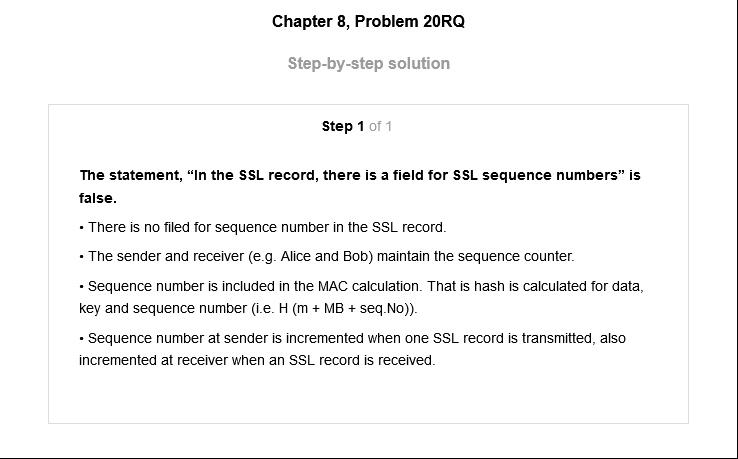 Chapter 8, Problem 20RQ
Step-by-step solution
Step 1 of 1
The statement, “In the SSL record, there is a field for SSL sequence numbers” is
false.
• There is no filed for sequence number in the SSL record.
• The sender and receiver (e.g. Alice and Bob) maintain the sequence counter.
• Sequence number is included in the MAC calculation. That is hash is calculated for data,
key and sequence number (i.e. H (m + MB + seq.No)).
• Sequence number at sender is incremented when one SSL record is transmitted, also
incremented at receiver when an SSL record is received.